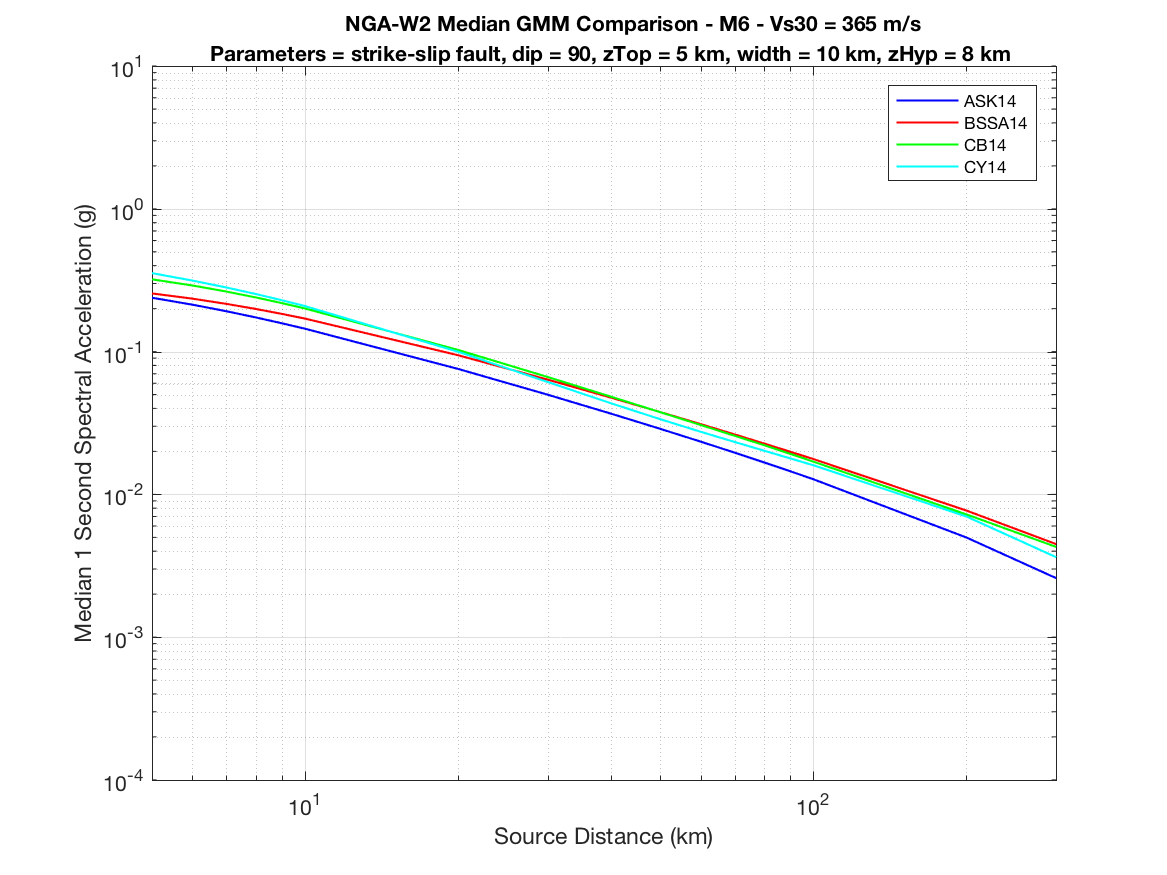 NGA-W2 Median GMM Comparison - M6 - Vs30 = 365 m/s
Parameters = strike-slip fault, dip = 90, zTop = 5 km, width = 10 km, zHyp = 8 km
ASK14
BSSA14
CB14
CY14
Median 1 Second Spectral Acceleration (g)
10^1
10^0
10^-1
10^-2
10^-3
10^-4
10^1
10^2
Source Distance (km)